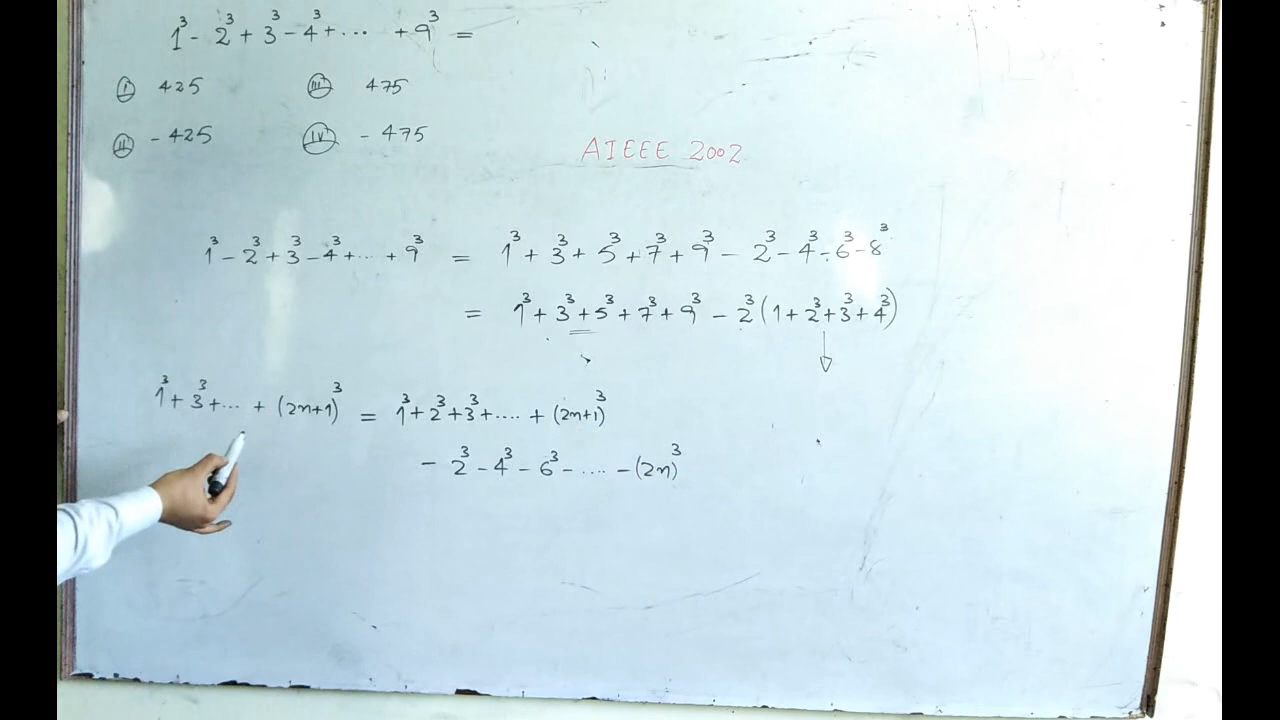 1³ - 2³ + 3³ - 4³ + ... + 9³ =
(i) 425 (iii) 475
(ii) - 425 (iv) - 475
AIEEE 2002
1³ - 2³ + 3³ - 4³ + ... + 9³ = 1³ + 3³ + 5³ + 7³ + 9³ - 2³ - 4³ - 6³ - 8³
= 1³ + 3³ + 5³ + 7³ + 9³ - 2³ (1 + 2³ + 3³ + 4³)
1³ + 3³ + ... + (2n+1)³ = 1³ + 2³ + 3³ + .... + (2n+1)³
- 2³ - 4³ - 6³ - .... - (2n)³